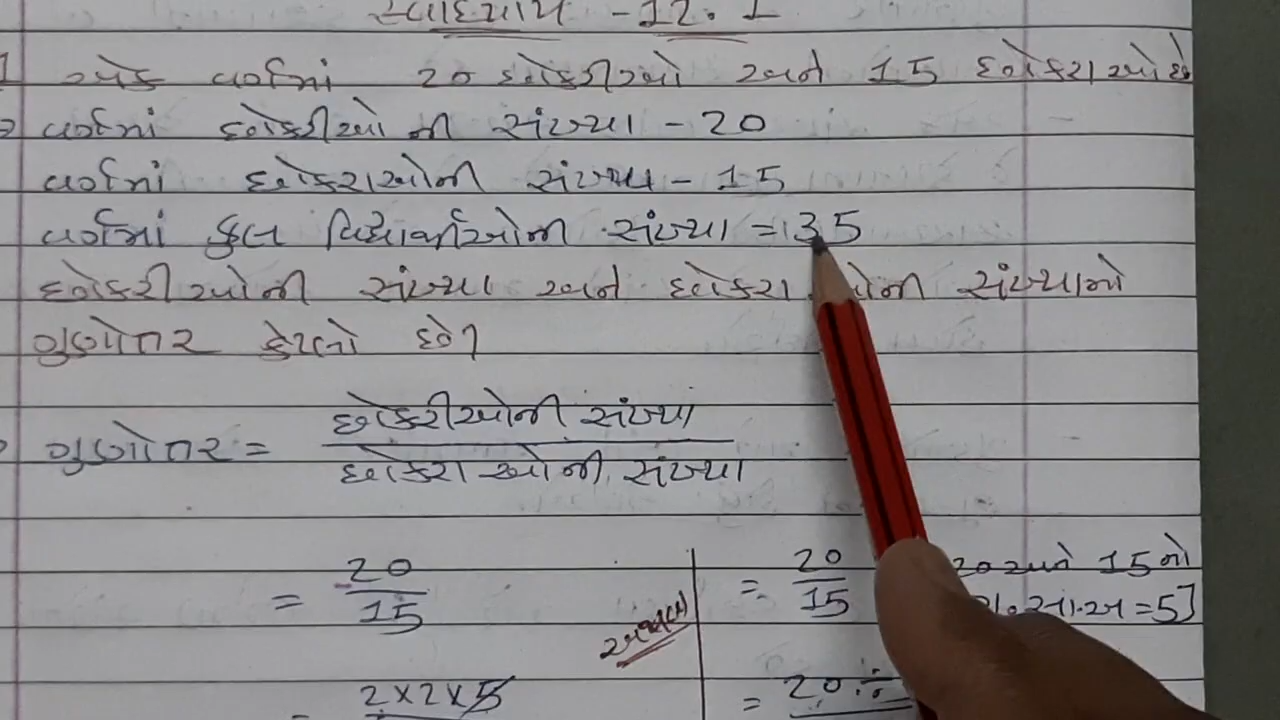 સ્વાધ્યાય - 12.1
1 એક વર્ગમાં 20 છોકરીઓ અને 15 છોકરાઓ છે
વર્ગમાં છોકરીઓની સંખ્યા - 20
વર્ગમાં છોકરાઓની સંખ્યા - 15
વર્ગમાં કુલ વિદ્યાર્થીઓની સંખ્યા = 35
છોકરીઓની સંખ્યા અને છોકરાઓની સંખ્યાનો
ગુણોત્તર કેટલો છે?
ગુણોત્તર = છોકરીઓની સંખ્યા
છોકરાઓની સંખ્યા
= 20
15
અથવા
= 20
15
20 અને 15નો
ગુ.સા.અ = 5]
= 2 × 2 × 5
= 20 ÷